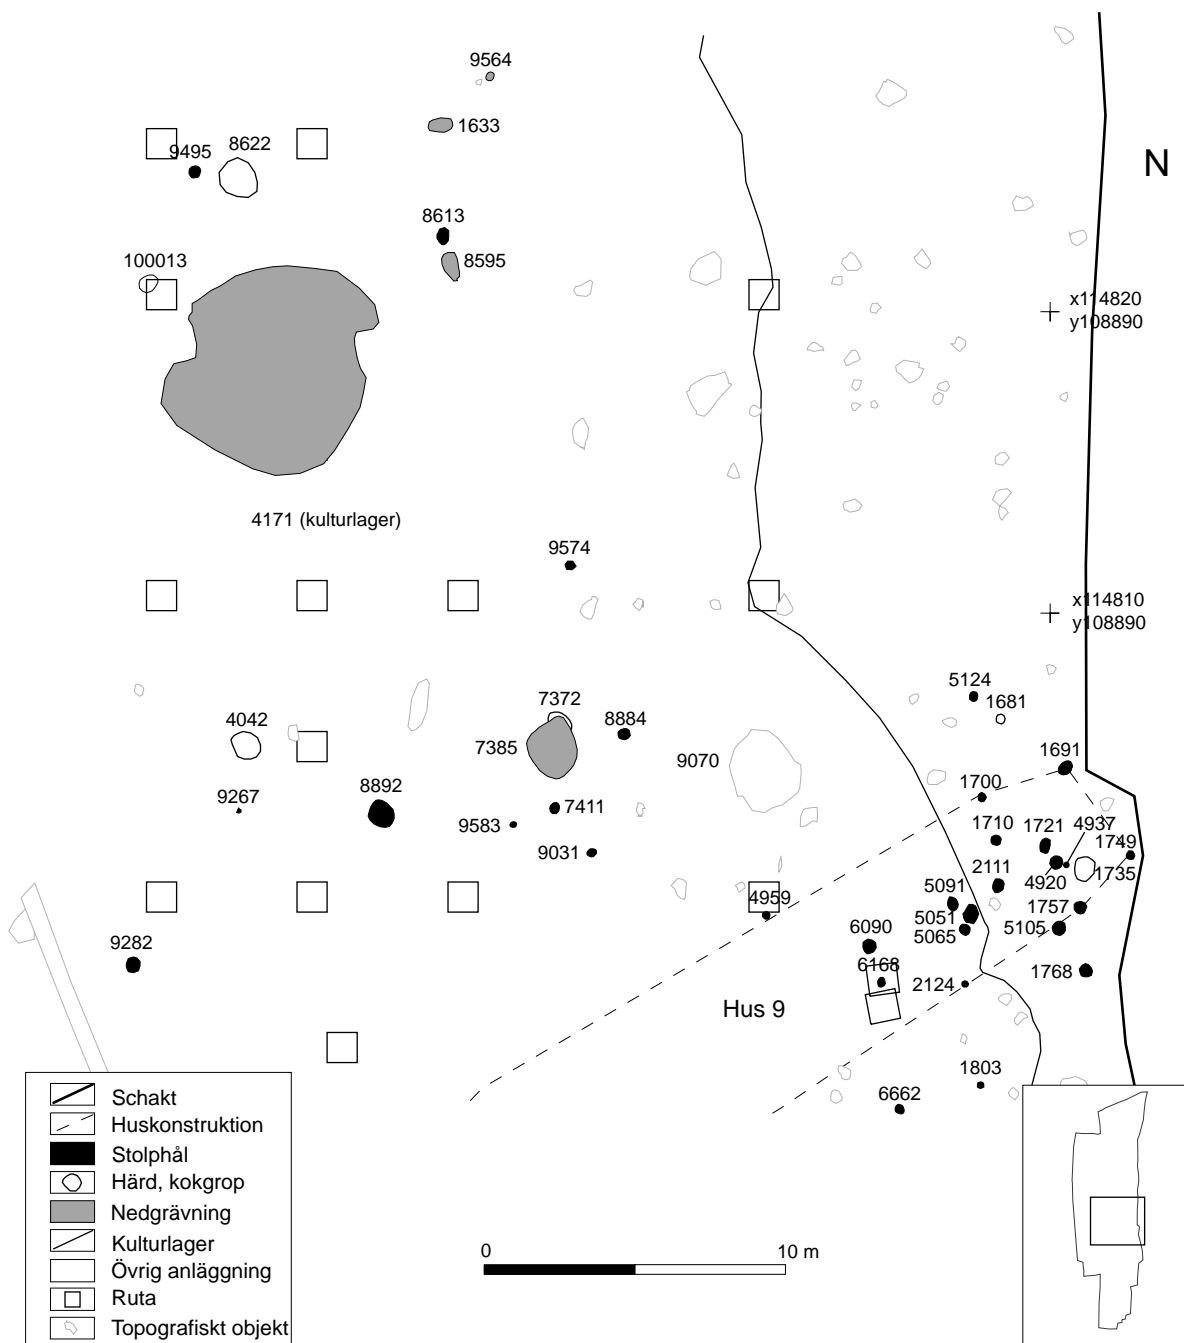 9564
1633
9495
8622
N
8613
8595
100013
x114820
y108890
4171 (kulturlager)
9574
x114810
y108890
5124
1681
7372
4042
8884
7385
9070
1691
9267
8892
1700
7411
9583
1710
1721
4937
9031
1749
2111
1735
4920
4959
5091
1757
5051
5105
9282
6090
5065
6168
2124
1768
Hus 9
1803
6662
Schakt
Huskonstruktion
Stolphål
Härd, kokgrop
Nedgrävning
Kulturlager
Övrig anläggning
Ruta
Topografiskt objekt
0
10 m